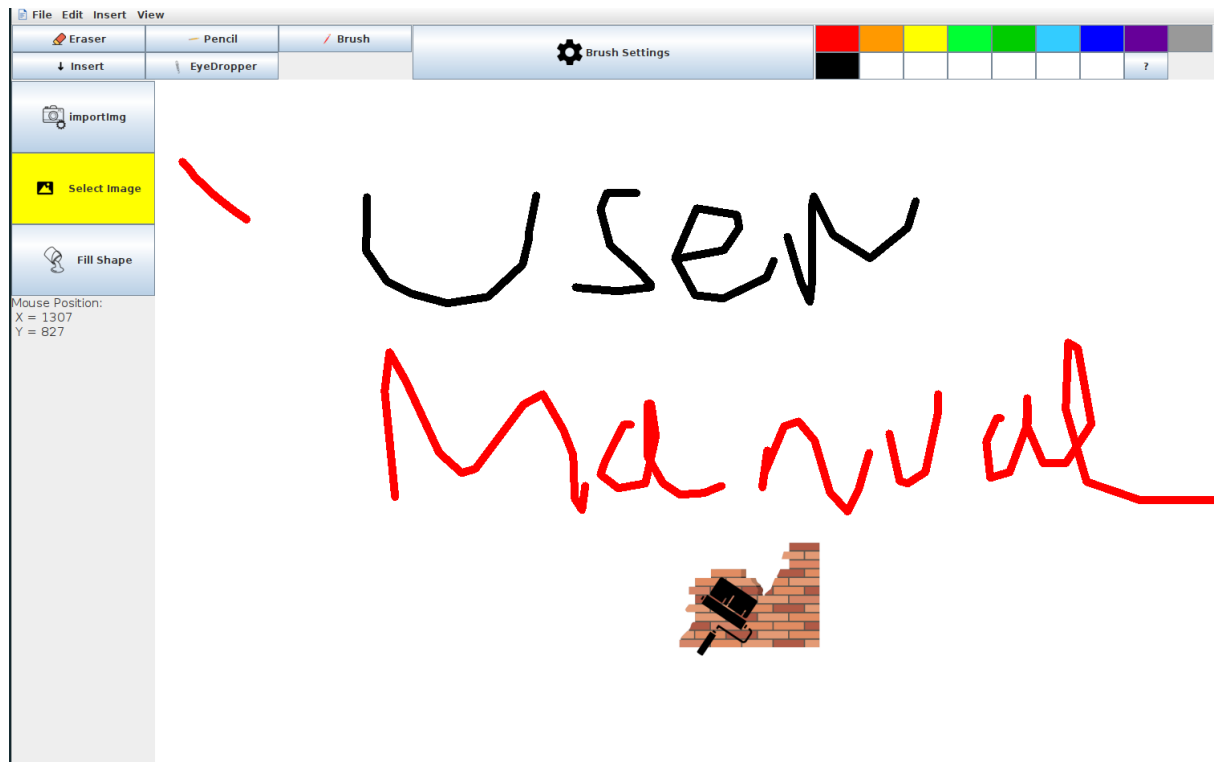 File Edit Insert View
Eraser Pencil Brush Brush Settings
Insert EyeDropper ?
importImg
Select Image
Fill Shape
Mouse Position:
X = 1307
Y = 827
User
Manual